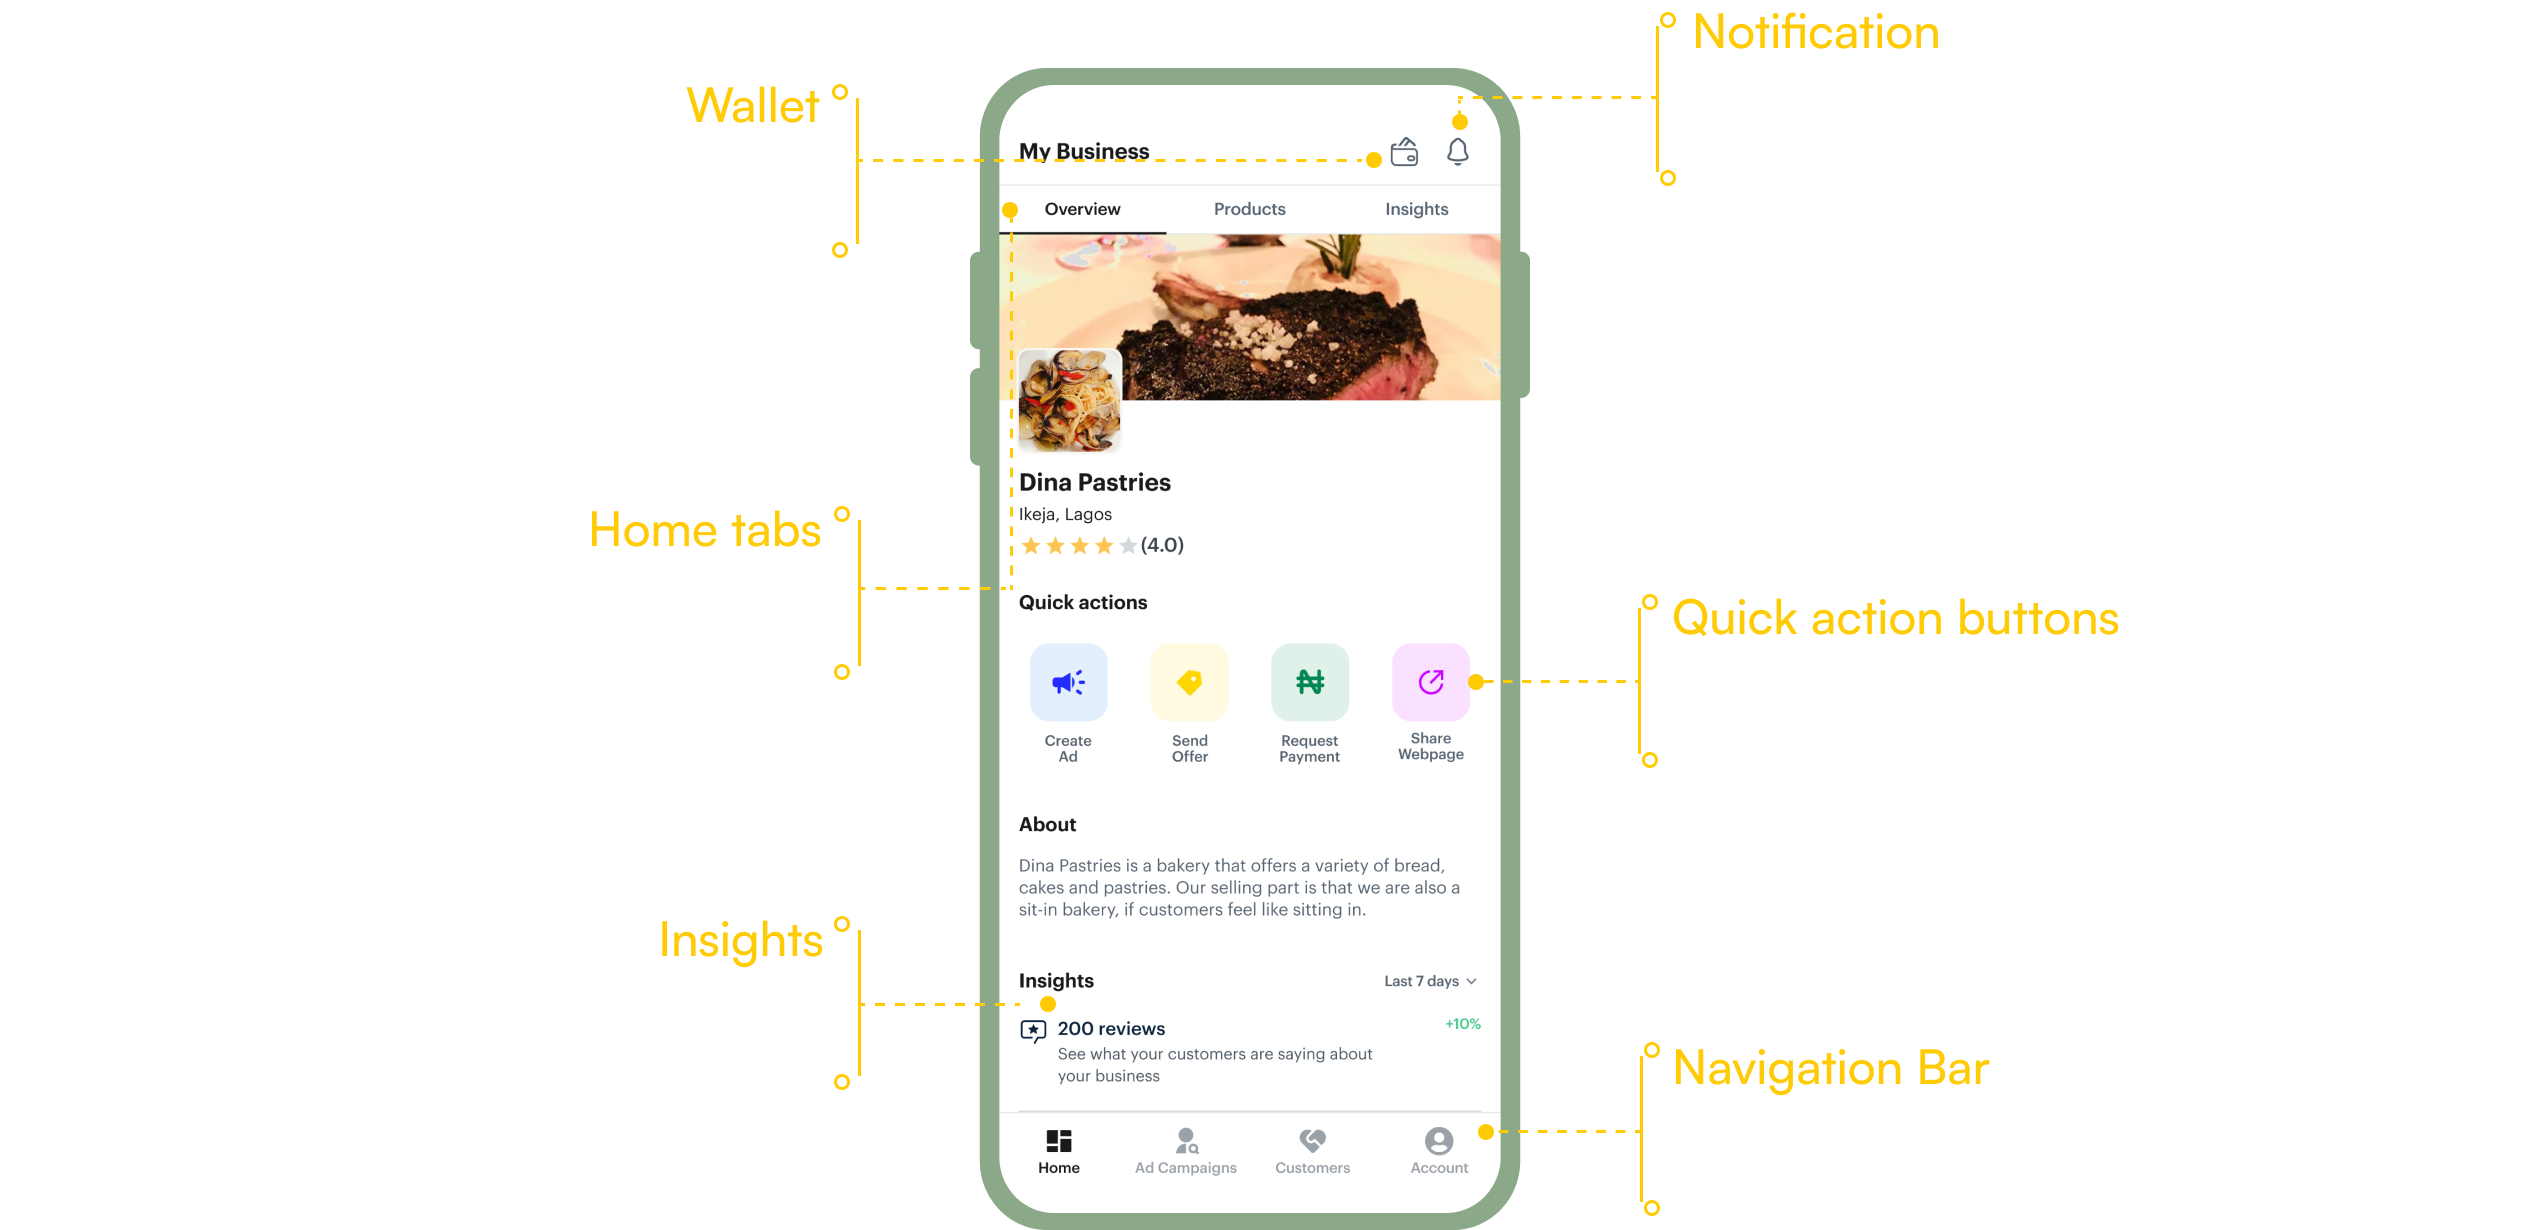 Notification
Wallet
My Business
Overview
Products
Insights
Dina Pastries
Ikeja, Lagos
(4.0)
Home tabs
Quick actions
Quick action buttons
Create
Ad
Send
Offer
Request
Payment
Share
Webpage
About
Dina Pastries is a bakery that offers a variety of bread,
cakes and pastries. Our selling part is that we are also a
sit-in bakery, if customers feel like sitting in.
Insights
Insights
Last 7 days
200 reviews
+10%
See what your customers are saying about
your business
Navigation Bar
Home
Ad Campaigns
Customers
Account